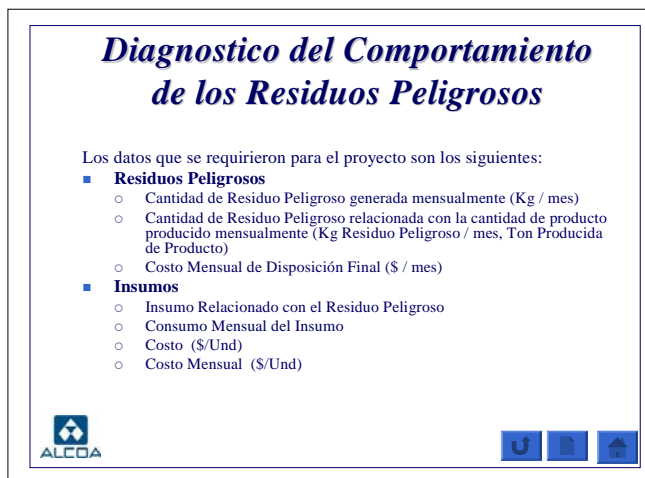 Diagnostico del Comportamiento
de los Residuos Peligrosos
Los datos que se requirieron para el proyecto son los siguientes:
Residuos Peligrosos
Cantidad de Residuo Peligroso generada mensualmente (Kg / mes)
Cantidad de Residuo Peligroso relacionada con la cantidad de producto
producido mensualmente (Kg Residuo Peligroso / mes, Ton Producida
de Producto)
Costo Mensual de Disposición Final ($ / mes)
Insumos
Insumo Relacionado con el Residuo Peligroso
Consumo Mensual del Insumo
Costo ($/Und)
Costo Mensual ($/Und)
ALCOA